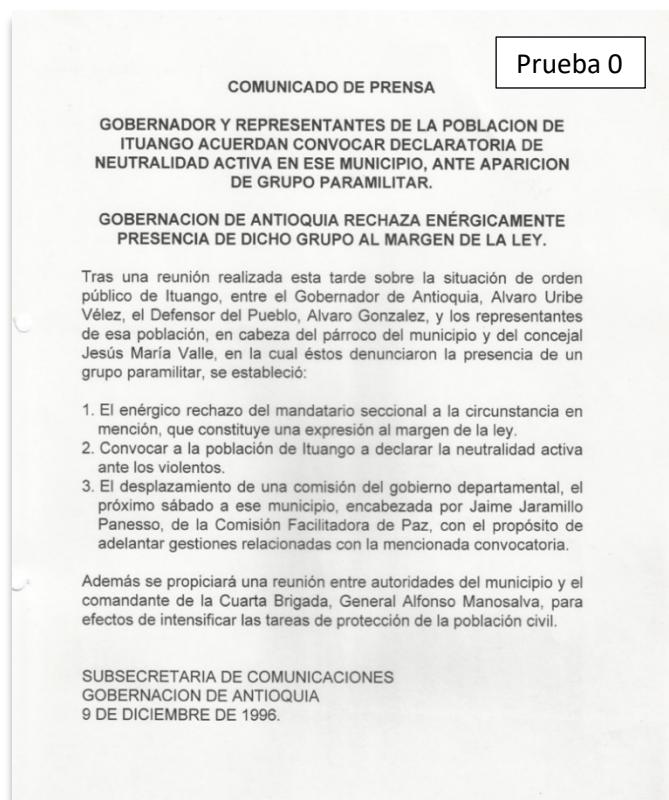 Prueba 0
COMUNICADO DE PRENSA
GOBERNADOR Y REPRESENTANTES DE LA POBLACION DE
ITUANGO ACUERDAN CONVOCAR DECLARATORIA DE
NEUTRALIDAD ACTIVA EN ESE MUNICIPIO, ANTE APARICION
DE GRUPO PARAMILITAR.
GOBERNACION DE ANTIOQUIA RECHAZA ENÉRGICAMENTE
PRESENCIA DE DICHO GRUPO AL MARGEN DE LA LEY.
Tras una reunión realizada esta tarde sobre la situación de orden
público de Ituango, entre el Gobernador de Antioquia, Alvaro Uribe
Vélez, el Defensor del Pueblo, Alvaro Gonzalez, y los representantes
de esa población, en cabeza del párroco del municipio y del concejal
Jesús María Valle, en la cual éstos denunciaron la presencia de un
grupo paramilitar, se estableció:
1. El enérgico rechazo del mandatario seccional a la circunstancia en
mención, que constituye una expresión al margen de la ley.
2. Convocar a la población de Ituango a declarar la neutralidad activa
ante los violentos.
3. El desplazamiento de una comisión del gobierno departamental, el
próximo sábado a ese municipio, encabezada por Jaime Jaramillo
Panesso, de la Comisión Facilitadora de Paz, con el propósito de
adelantar gestiones relacionadas con la mencionada convocatoria.
Además se propiciará una reunión entre autoridades del municipio y el
comandante de la Cuarta Brigada, General Alfonso Manosalva, para
efectos de intensificar las tareas de protección de la población civil.
SUBSECRETARIA DE COMUNICACIONES
GOBERNACION DE ANTIOQUIA
9 DE DICIEMBRE DE 1996.